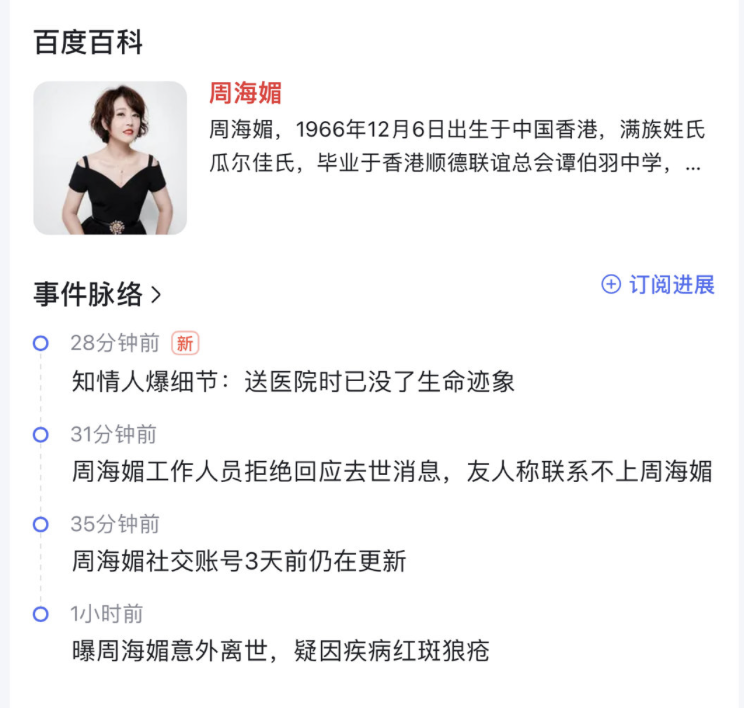 百度百科
周海媚
周海媚，1966年12月6日出生于中国香港，满族姓氏
瓜尔佳氏，毕业于香港顺德联谊总会谭伯羽中学，...
事件脉络
订阅进展
28分钟前 新
知情人爆细节：送医院时已没了生命迹象
31分钟前
周海媚工作人员拒绝回应去世消息，友人称联系不上周海媚
35分钟前
周海媚社交账号3天前仍在更新
1小时前
曝周海媚意外离世，疑因疾病红斑狼疮